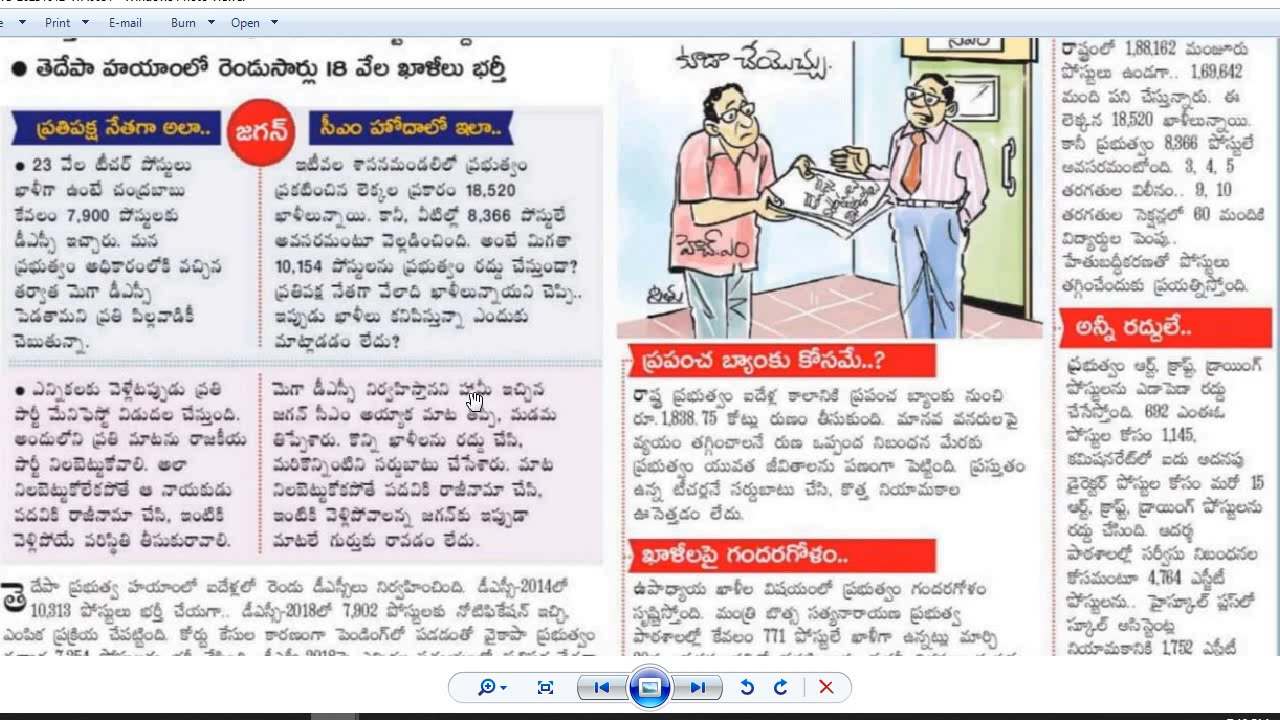 Print
E-mail
Burn
Open
● తెదేపా హయాంలో రెండుసార్లు 18 వేల ఖాళీలు భర్తీ
ప్రతిపక్ష నేతగా అలా..
జగన్
సీఎం హోదాలో ఇలా..
● 23 వేల టీచర్ పోస్టులు
ఖాళీగా ఉంటే చంద్రబాబు
కేవలం 7,900 పోస్టులకు
డీఎస్సీ ఇచ్చారు. మన
ప్రభుత్వం అధికారంలోకి వచ్చిన
తర్వాత మెగా డీఎస్సీ
పెడతామని ప్రతి పిల్లవాడికీ
చెబుతున్నా.
ఇటీవల శాసనమండలిలో ప్రభుత్వం
ప్రకటించిన లెక్కల ప్రకారం 18,520
ఖాళీలున్నాయి. కానీ, వీటిల్లో 8,366 పోస్టులే
అవసరమంటూ వెల్లడించింది. అంటే మిగతా
10,154 పోస్టులను ప్రభుత్వం రద్దు చేస్తుందా?
ప్రతిపక్ష నేతగా వేలాది ఖాళీలున్నాయని చెప్పి..
ఇప్పుడు ఖాళీలు కనిపిస్తున్నా ఎందుకు
మాట్లాడడం లేదు?
● ఎన్నికలకు వెళ్లేటప్పుడు ప్రతి
పార్టీ మేనిఫెస్టో విడుదల చేస్తుంది.
అందులోని ప్రతి మాటను రాజకీయ
పార్టీ నిలబెట్టుకోవాలి. అలా
నిలబెట్టుకోలేకపోతే ఆ నాయకుడు
పదవికి రాజీనామా చేసి, ఇంటికి
వెళ్లిపోయే పరిస్థితి తీసుకురావాలి.
మెగా డీఎస్సీ నిర్వహిస్తానని హామీ ఇచ్చిన
జగన్ సీఎం అయ్యాక మాట తప్పి, మడమ
తిప్పేశారు. కొన్ని ఖాళీలను రద్దు చేసి,
మరికొన్నింటిని సర్దుబాటు చేసేశారు. మాట
నిలబెట్టుకోకపోతే పదవికి రాజీనామా చేసి,
ఇంటికి వెళ్లిపోవాలన్న జగన్‌కు ఇప్పుడా
మాటలే గుర్తుకు రావడం లేదు.
తెదేపా ప్రభుత్వ హయాంలో ఐదేళ్లలో రెండు డీఎస్సీలు నిర్వహించింది. డీఎస్సీ-2014లో
10,313 పోస్టులు భర్తీ చేయగా.. డీఎస్సీ-2018లో 7,902 పోస్టులకు నోటిఫికేషన్ ఇచ్చి,
ఎంపిక ప్రక్రియ చేపట్టింది. కోర్టు కేసుల కారణంగా పెండింగ్‌లో పడడంతో వైకాపా ప్రభుత్వం
కూడా చేయొచ్చు.
హెచ్.ఎం
ప్రపంచ బ్యాంకు కోసమే..?
రాష్ట్ర ప్రభుత్వం ఐదేళ్ల కాలానికి ప్రపంచ బ్యాంకు నుంచి
రూ.1,838.75 కోట్లు రుణం తీసుకుంది. మానవ వనరులపై
వ్యయం తగ్గించాలనే రుణ ఒప్పంద నిబంధన మేరకు
ప్రభుత్వం యువత జీవితాలను పణంగా పెట్టింది. ప్రస్తుతం
ఉన్న టీచర్లనే సర్దుబాటు చేసి, కొత్త నియామకాల
ఊసెత్తడం లేదు.
ఖాళీలపై గందరగోళం..
ఉపాధ్యాయ ఖాళీల విషయంలో ప్రభుత్వం గందరగోళం
సృష్టిస్తోంది. మంత్రి బొత్స సత్యనారాయణ ప్రభుత్వ
పాఠశాలల్లో కేవలం 771 పోస్టులే ఖాళీగా ఉన్నట్లు మార్చి
రాష్ట్రంలో 1,88,162 మంజూరు
పోస్టులు ఉండగా.. 1,69,642
మంది పని చేస్తున్నారు. ఈ
లెక్కన 18,520 ఖాళీలున్నాయి.
కానీ ప్రభుత్వం 8,366 పోస్టులే
అవసరమంటోంది. 3, 4, 5
తరగతుల విలీనం.. 9, 10
తరగతుల సెక్షన్లలో 60 మందికి
విద్యార్థుల పెంపు..
హేతుబద్ధీకరణతో పోస్టులు
తగ్గించేందుకు ప్రయత్నిస్తోంది.
అన్నీ రద్దులే..
ప్రభుత్వం ఆర్ట్, క్రాఫ్ట్, డ్రాయింగ్
పోస్టులను ఎడాపెడా రద్దు
చేసేస్తోంది. 692 ఎంఈఓ
పోస్టుల కోసం 1,145,
కమిషనరేట్‌లో ఐదు అదనపు
డైరెక్టర్ పోస్టుల కోసం మరో 15
ఆర్ట్, క్రాఫ్ట్, డ్రాయింగ్ పోస్టులను
రద్దు చేసింది. ఆదర్శ
పాఠశాలల్లో సర్వీసు నిబంధనల
కోసమంటూ 4,764 ఎస్జీటీ
పోస్టులను.. హైస్కూల్ ప్లస్‌లో
స్కూల్ అసిస్టెంట్ల
నియామకానికి 1,752 ఎస్జీటీ